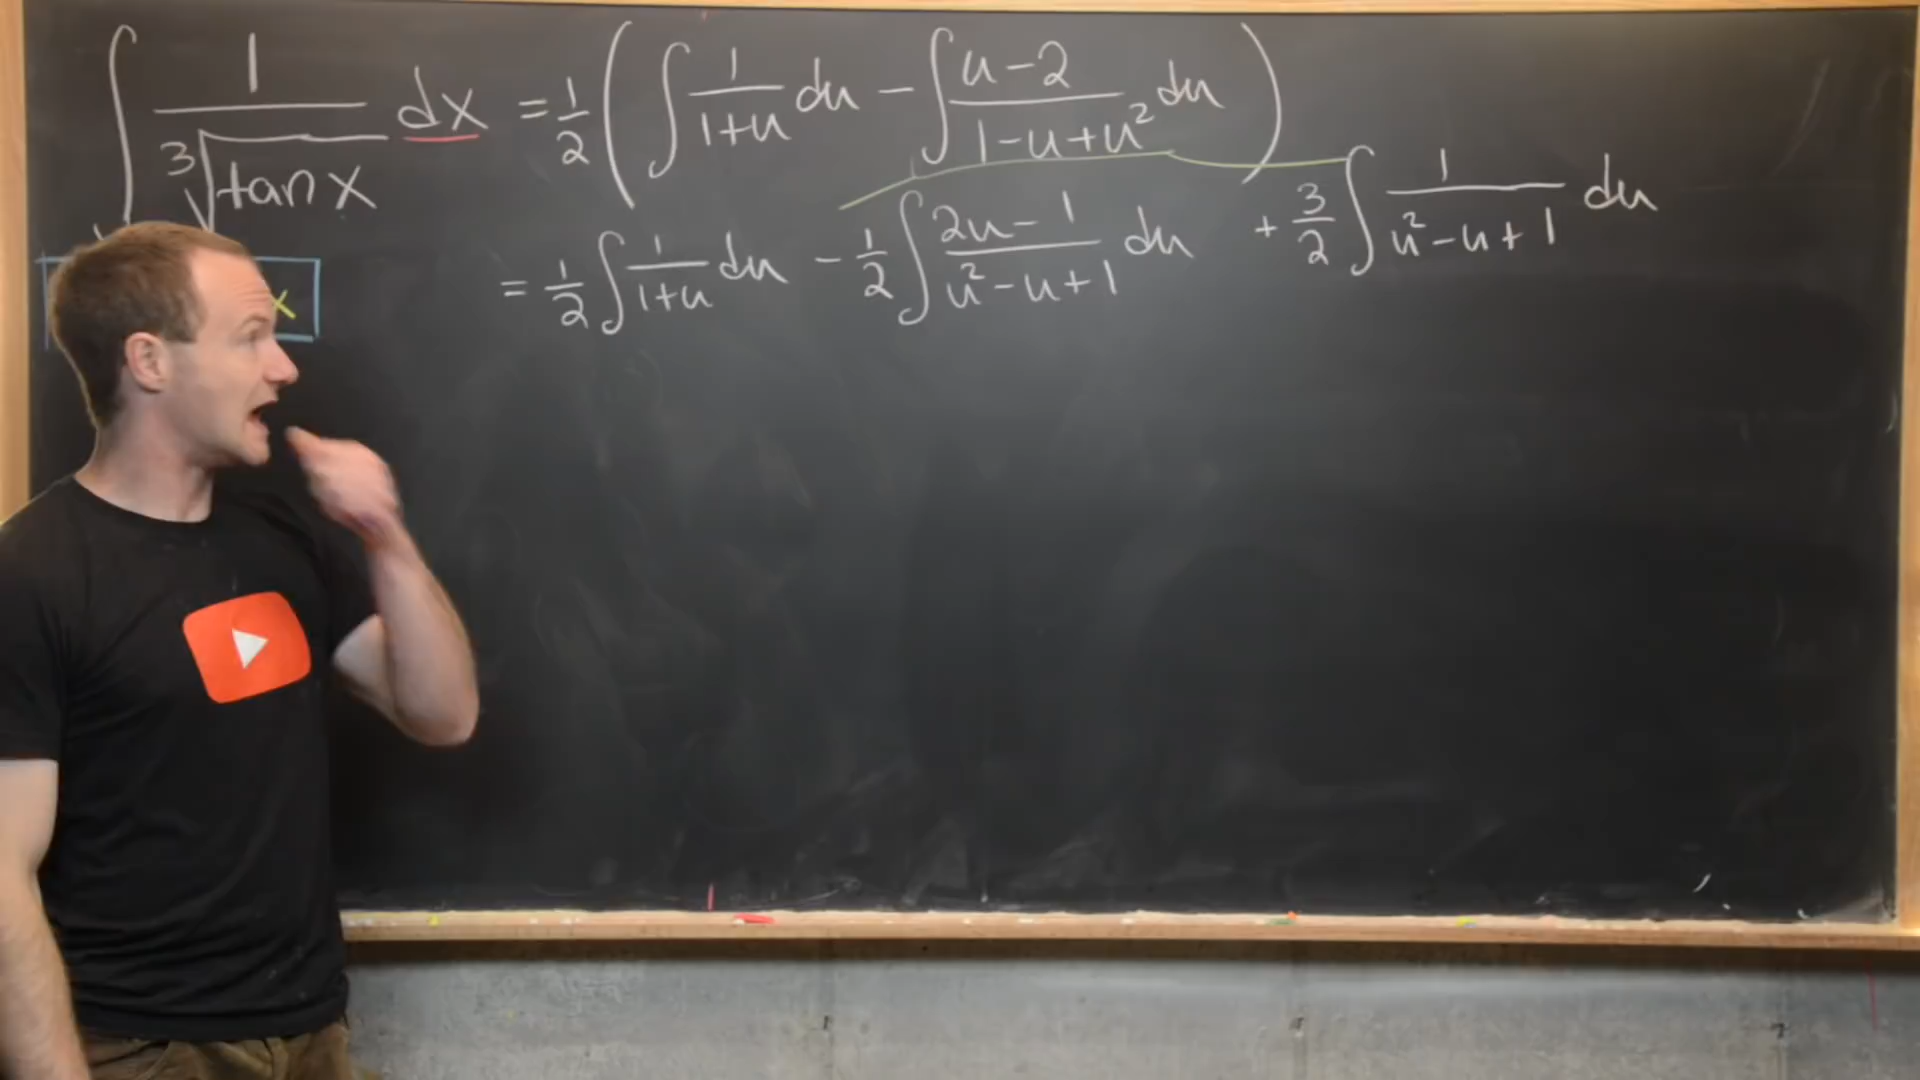 ∫ 1/∛(tan x) dx = 1/2 ( ∫ 1/(1+u) du − ∫ (u−2)/(1−u+u²) du )
= 1/2 ∫ 1/(1+u) du − 1/2 ∫ (2u−1)/(u²−u+1) du + 3/2 ∫ 1/(u²−u+1) du
x